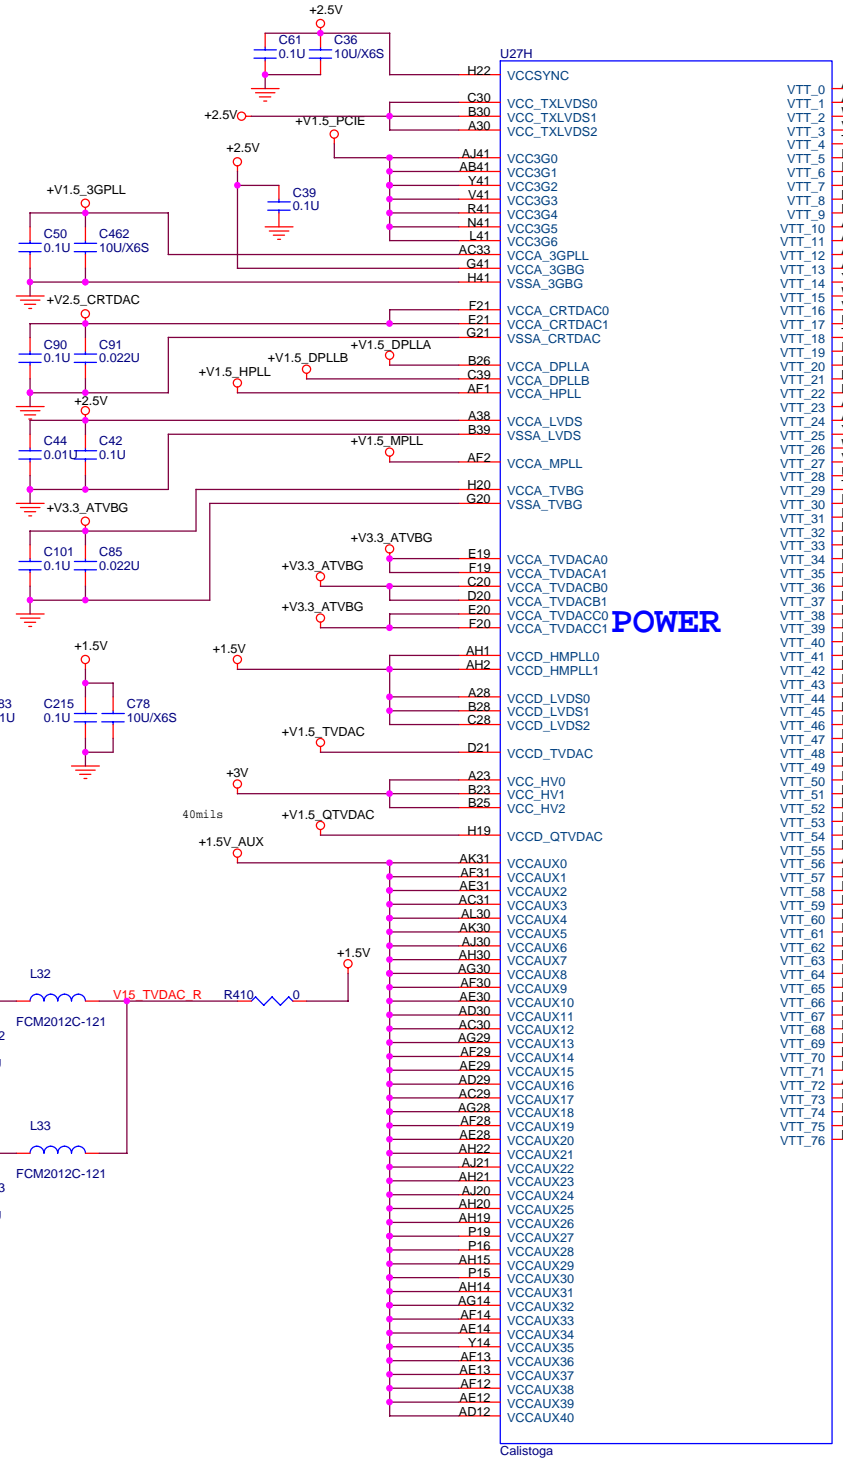 +2.5V
C61
0.1U
C36
10U/X6S
U27H
H22 VCCSYNC
+2.5V
C30 VCC_TXLVDS0
B30 VCC_TXLVDS1
A30 VCC_TXLVDS2
+V1.5_PCIE
+2.5V
C39
0.1U
AJ41 VCC3G0
AB41 VCC3G1
Y41 VCC3G2
V41 VCC3G3
R41 VCC3G4
N41 VCC3G5
L41 VCC3G6
+V1.5_3GPLL
C50
0.1U
C462
10U/X6S
AC33 VCCA_3GPLL
G41 VCCA_3GBG
H41 VSSA_3GBG
+V2.5_CRTDAC
C90
0.1U
C91
0.022U
F21 VCCA_CRTDAC0
E21 VCCA_CRTDAC1
G21 VSSA_CRTDAC
+V1.5_DPLLA
+V1.5_DPLLB
+V1.5_HPLL
B26 VCCA_DPLLA
C39 VCCA_DPLLB
AF1 VCCA_HPLL
+2.5V
C44
0.01U
C42
0.1U
A38 VCCA_LVDS
B39 VSSA_LVDS
+V1.5_MPLL
AF2 VCCA_MPLL
+V3.3_ATVBG
C101
0.1U
C85
0.022U
H20 VCCA_TVBG
G20 VSSA_TVBG
+V3.3_ATVBG
+V3.3_ATVBG
+V3.3_ATVBG
E19 VCCA_TVDACA0
F19 VCCA_TVDACA1
C20 VCCA_TVDACB0
D20 VCCA_TVDACB1
E20 VCCA_TVDACC0
F20 VCCA_TVDACC1
POWER
+1.5V
C215
0.1U
C78
10U/X6S
83
1U
+1.5V
AH1 VCCD_HMPLL0
AH2 VCCD_HMPLL1
A28 VCCD_LVDS0
B28 VCCD_LVDS1
C28 VCCD_LVDS2
+V1.5_TVDAC
D21 VCCD_TVDAC
+3V
A23 VCC_HV0
B23 VCC_HV1
B25 VCC_HV2
40mils
+V1.5_QTVDAC
H19 VCCD_QTVDAC
+1.5V_AUX
AK31 VCCAUX0
AF31 VCCAUX1
AE31 VCCAUX2
AC31 VCCAUX3
AL30 VCCAUX4
AK30 VCCAUX5
AJ30 VCCAUX6
AH30 VCCAUX7
AG30 VCCAUX8
AF30 VCCAUX9
AE30 VCCAUX10
AD30 VCCAUX11
AC30 VCCAUX12
AG29 VCCAUX13
AF29 VCCAUX14
AE29 VCCAUX15
AD29 VCCAUX16
AC29 VCCAUX17
AG28 VCCAUX18
AF28 VCCAUX19
AE28 VCCAUX20
AH22 VCCAUX21
AJ21 VCCAUX22
AH21 VCCAUX23
AJ20 VCCAUX24
AH20 VCCAUX25
AH19 VCCAUX26
P19 VCCAUX27
P16 VCCAUX28
AH15 VCCAUX29
P15 VCCAUX30
AH14 VCCAUX31
AG14 VCCAUX32
AF14 VCCAUX33
AE14 VCCAUX34
Y14 VCCAUX35
AF13 VCCAUX36
AE13 VCCAUX37
AF12 VCCAUX38
AE12 VCCAUX39
AD12 VCCAUX40
L32
FCM2012C-121
V15_TVDAC_R
R410
0
+1.5V
2
L33
FCM2012C-121
3
VTT_0
VTT_1
VTT_2
VTT_3
VTT_4
VTT_5
VTT_6
VTT_7
VTT_8
VTT_9
VTT_10
VTT_11
VTT_12
VTT_13
VTT_14
VTT_15
VTT_16
VTT_17
VTT_18
VTT_19
VTT_20
VTT_21
VTT_22
VTT_23
VTT_24
VTT_25
VTT_26
VTT_27
VTT_28
VTT_29
VTT_30
VTT_31
VTT_32
VTT_33
VTT_34
VTT_35
VTT_36
VTT_37
VTT_38
VTT_39
VTT_40
VTT_41
VTT_42
VTT_43
VTT_44
VTT_45
VTT_46
VTT_47
VTT_48
VTT_49
VTT_50
VTT_51
VTT_52
VTT_53
VTT_54
VTT_55
VTT_56
VTT_57
VTT_58
VTT_59
VTT_60
VTT_61
VTT_62
VTT_63
VTT_64
VTT_65
VTT_66
VTT_67
VTT_68
VTT_69
VTT_70
VTT_71
VTT_72
VTT_73
VTT_74
VTT_75
VTT_76
Calistoga